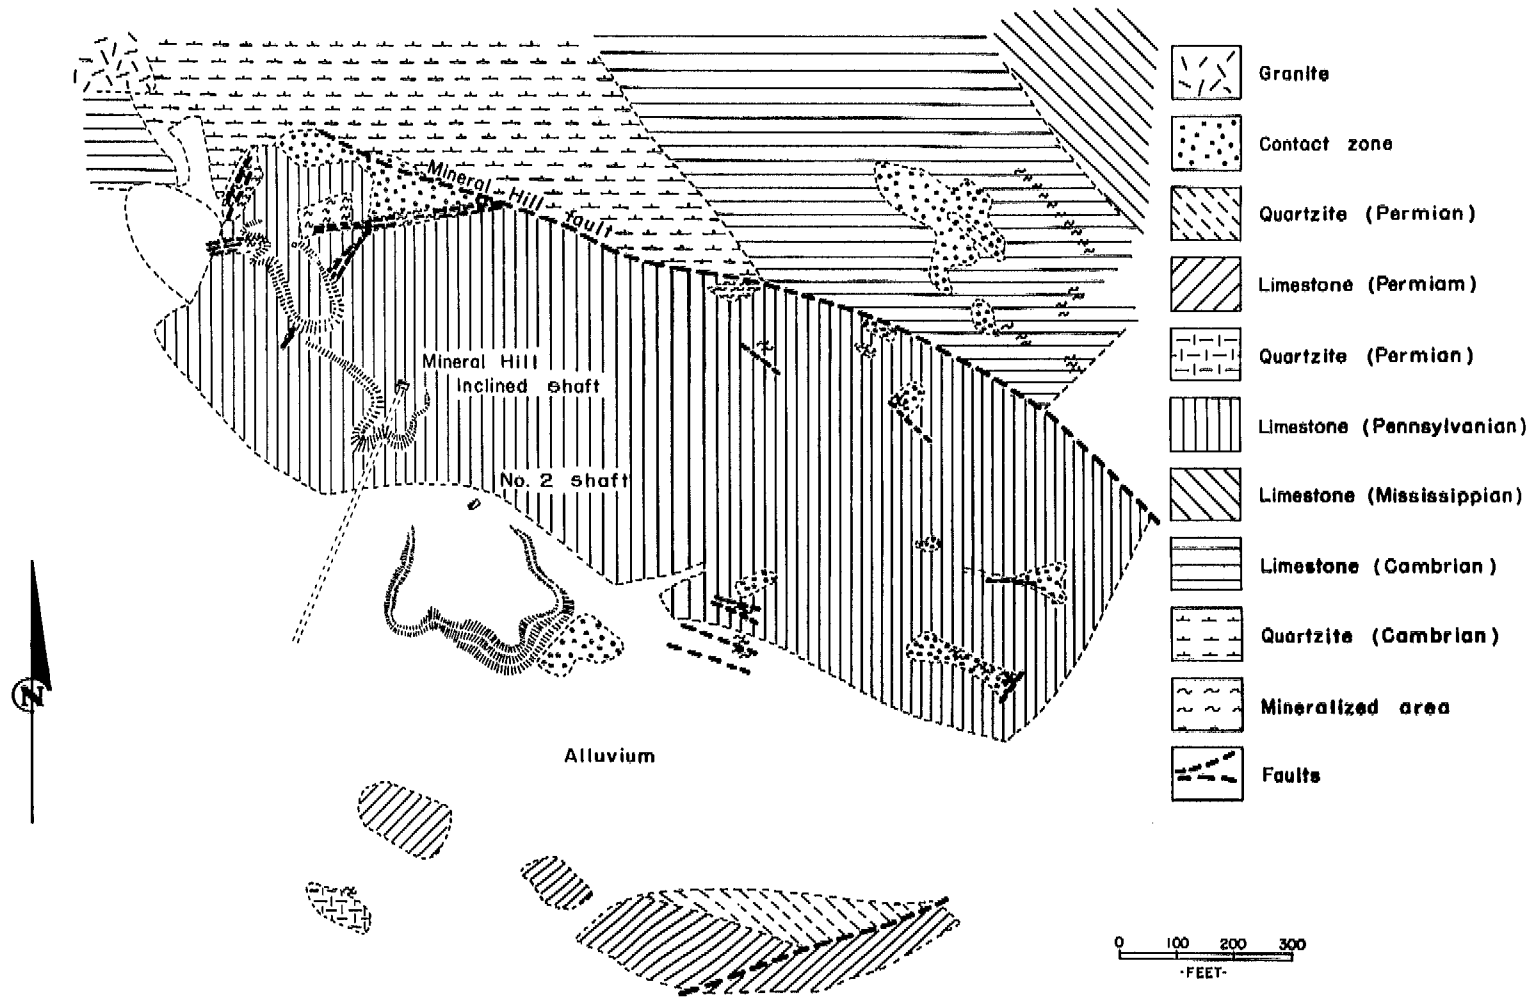 Mineral Hill fault
Mineral Hill
Inclined shaft
No. 2 shaft
Alluvium
N
Granite
Contact zone
Quartzite (Permian)
Limestone (Permiam)
Quartzite (Permian)
Limestone (Pennsylvanian)
Limestone (Mississippian)
Limestone (Cambrian)
Quartzite (Cambrian)
Mineralized area
Faults
0 100 200 300
-FEET-